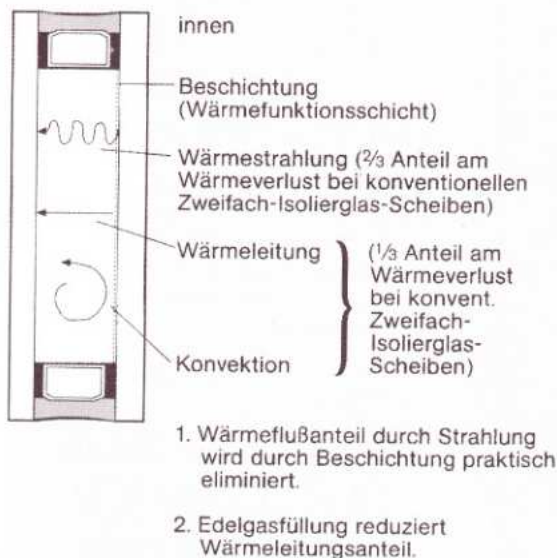 innen
Beschichtung
(Wärmefunktionsschicht)
Wärmestrahlung (⅔ Anteil am
Wärmeverlust bei konventionellen
Zweifach-Isolierglas-Scheiben)
Wärmeleitung
Konvektion
(⅓ Anteil am
Wärmeverlust
bei konvent.
Zweifach-
Isolierglas-
Scheiben)
1. Wärmeflußanteil durch Strahlung
wird durch Beschichtung praktisch
eliminiert.
2. Edelgasfüllung reduziert
Wärmeleitungsanteil.